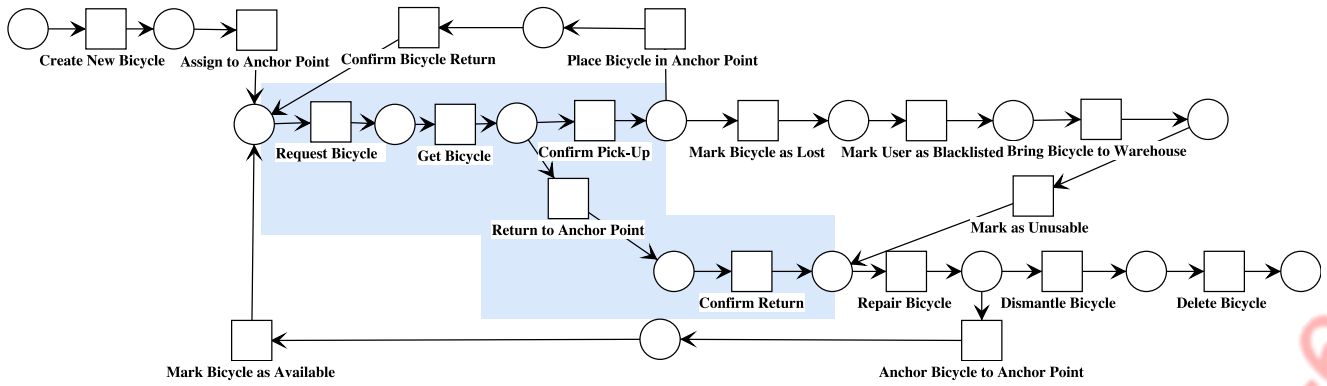 Create New Bicycle
Assign to Anchor Point
Confirm Bicycle Return
Place Bicycle in Anchor Point
Request Bicycle
Get Bicycle
Confirm Pick-Up
Mark Bicycle as Lost
Mark User as Blacklisted
Bring Bicycle to Warehouse
Return to Anchor Point
Mark as Unusable
Confirm Return
Repair Bicycle
Dismantle Bicycle
Delete Bicycle
Mark Bicycle as Available
Anchor Bicycle to Anchor Point